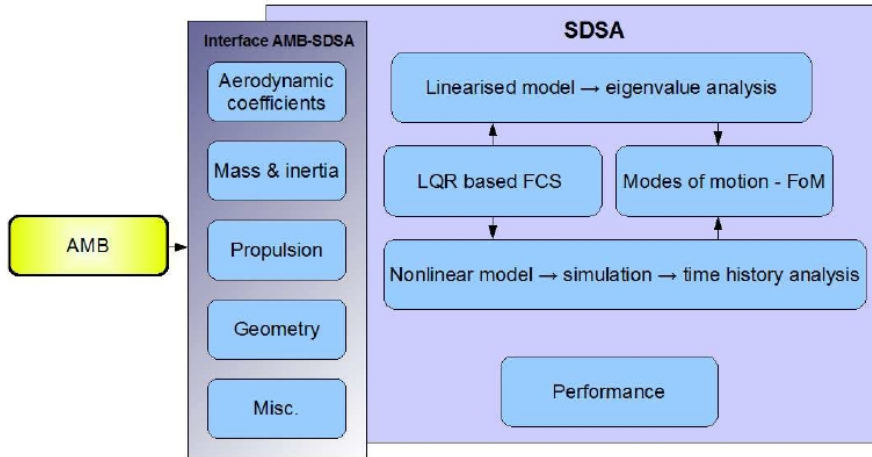 SDSA
Interface AMB-SDSA
Aerodynamic
coefficients
Mass & inertia
Propulsion
Geometry
Misc.
AMB
Linearised model → eigenvalue analysis
LQR based FCS
Modes of motion - FoM
Nonlinear model → simulation → time history analysis
Performance